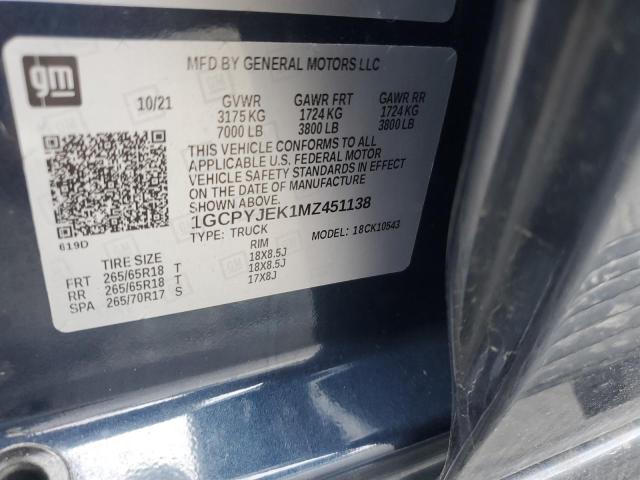 gm
MFD BY GENERAL MOTORS LLC
10/21 GVWR GAWR FRT GAWR RR
3175 KG 1724 KG 1724 KG
7000 LB 3800 LB 3800 LB
THIS VEHICLE CONFORMS TO ALL
APPLICABLE U.S. FEDERAL MOTOR
VEHICLE SAFETY STANDARDS IN EFFECT
ON THE DATE OF MANUFACTURE
SHOWN ABOVE.
1GCPYJEK1MZ451138
TYPE: TRUCK MODEL: 18CK10543
619D
TIRE SIZE RIM
FRT 265/65R18 T 18X8.5J
RR 265/65R18 T 18X8.5J
SPA 265/70R17 S 17X8J